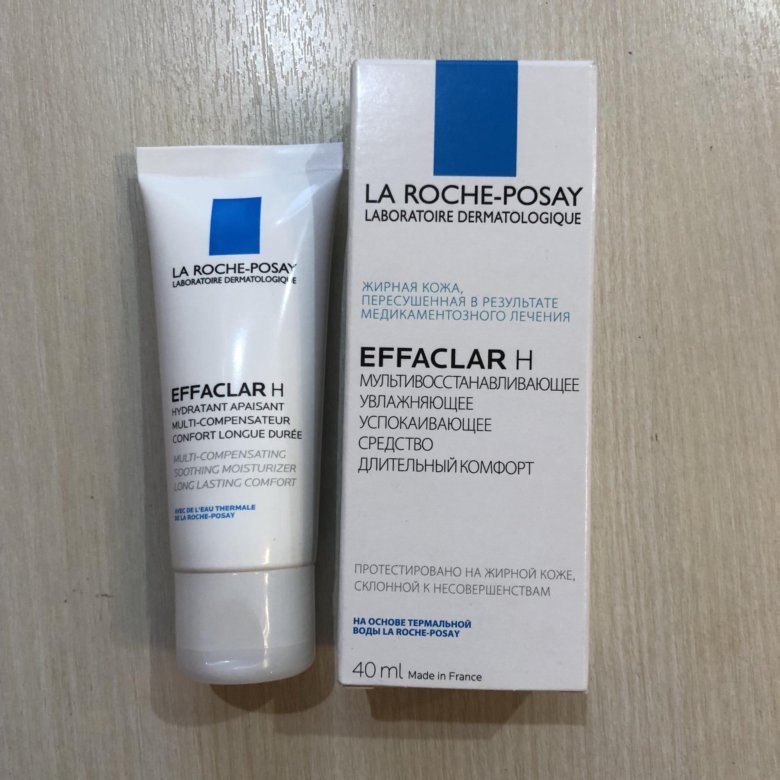 LA ROCHE-POSAY
LABORATOIRE DERMATOLOGIQUE
EFFACLAR H
HYDRATANT APAISANT
MULTI-COMPENSATEUR
CONFORT LONGUE DURÉE
MULTI-COMPENSATING
SOOTHING MOISTURIZER
LONG LASTING COMFORT
AVEC DE L'EAU THERMALE
DE LA ROCHE-POSAY
LA ROCHE-POSAY
LABORATOIRE DERMATOLOGIQUE
ЖИРНАЯ КОЖА,
ПЕРЕСУШЕННАЯ В РЕЗУЛЬТАТЕ
МЕДИКАМЕНТОЗНОГО ЛЕЧЕНИЯ
EFFACLAR H
МУЛЬТИВОССТАНАВЛИВАЮЩЕЕ
УВЛАЖНЯЮЩЕЕ
УСПОКАИВАЮЩЕЕ
СРЕДСТВО
ДЛИТЕЛЬНЫЙ КОМФОРТ
ПРОТЕСТИРОВАНО НА ЖИРНОЙ КОЖЕ,
СКЛОННОЙ К НЕСОВЕРШЕНСТВАМ
НА ОСНОВЕ ТЕРМАЛЬНОЙ
ВОДЫ LA ROCHE-POSAY
40 ml Made in France